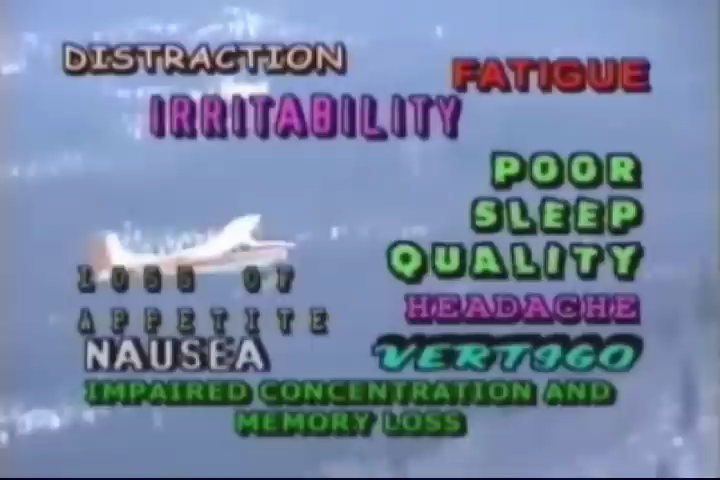 DISTRACTION
FATIGUE
IRRITABILITY
POOR
SLEEP
QUALITY
LOSS OF
APPETITE
HEADACHE
NAUSEA
VERTIGO
IMPAIRED CONCENTRATION AND
MEMORY LOSS